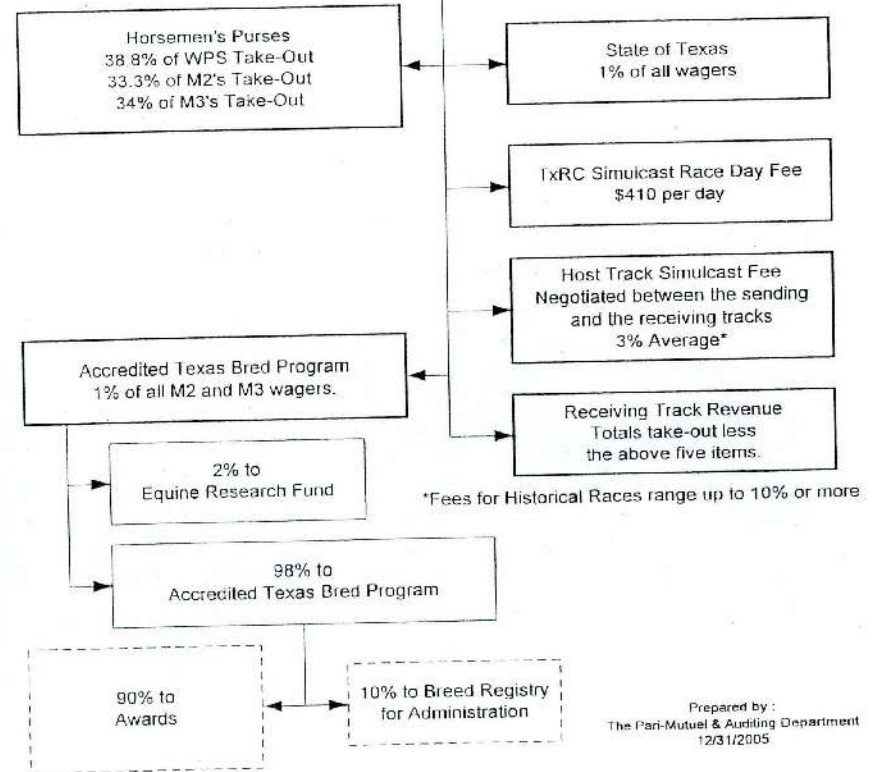 Horsemen's Purses
38.8% of WPS Take-Out
33.3% of M2's Take-Out
34% of M3's Take-Out
State of Texas
1% of all wagers
TxRC Simulcast Race Day Fee
$410 per day
Host Track Simulcast Fee
Negotiated between the sending
and the receiving tracks
3% Average*
Accredited Texas Bred Program
1% of all M2 and M3 wagers.
Receiving Track Revenue
Totals take-out less
the above five items.
2% to
Equine Research Fund
*Fees for Historical Races range up to 10% or more
98% to
Accredited Texas Bred Program
90% to
Awards
10% to Breed Registry
for Administration
Prepared by :
The Pari-Mutuel & Auditing Department
12/31/2005